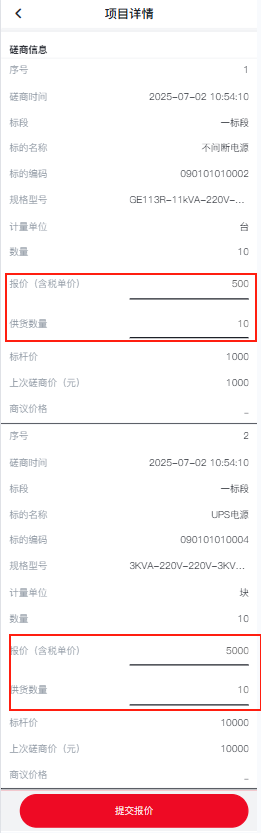 项目详情
磋商信息
序号 1
磋商时间 2025-07-02 10:54:10
标段 一标段
标的名称 不间断电源
标的编码 090101010002
规格型号 GE113R-11kVA-220V-...
计量单位 台
数量 10
报价（含税单价） 500
供货数量 10
标杆价 1000
上次磋商价（元） 1000
商议价格 _
序号 2
磋商时间 2025-07-02 10:54:10
标段 一标段
标的名称 UPS电源
标的编码 090101010004
规格型号 3KVA-220V-220V-3KV...
计量单位 块
数量 10
报价（含税单价） 5000
供货数量 10
标杆价 10000
上次磋商价（元） 10000
商议价格 _
提交报价